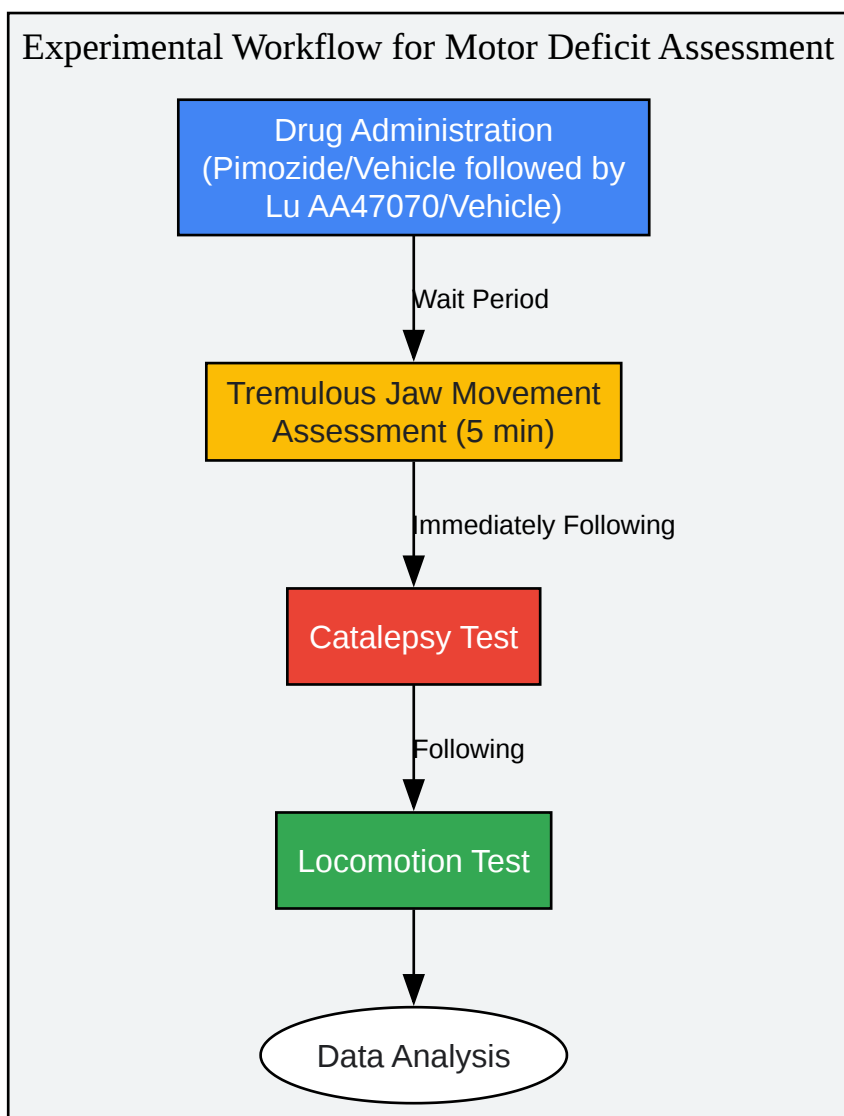 Experimental Workflow for Motor Deficit Assessment
Drug Administration
(Pimozide/Vehicle followed by
Lu AA47070/Vehicle)
Wait Period
Tremulous Jaw Movement
Assessment (5 min)
Immediately Following
Catalepsy Test
Following
Locomotion Test
Data Analysis